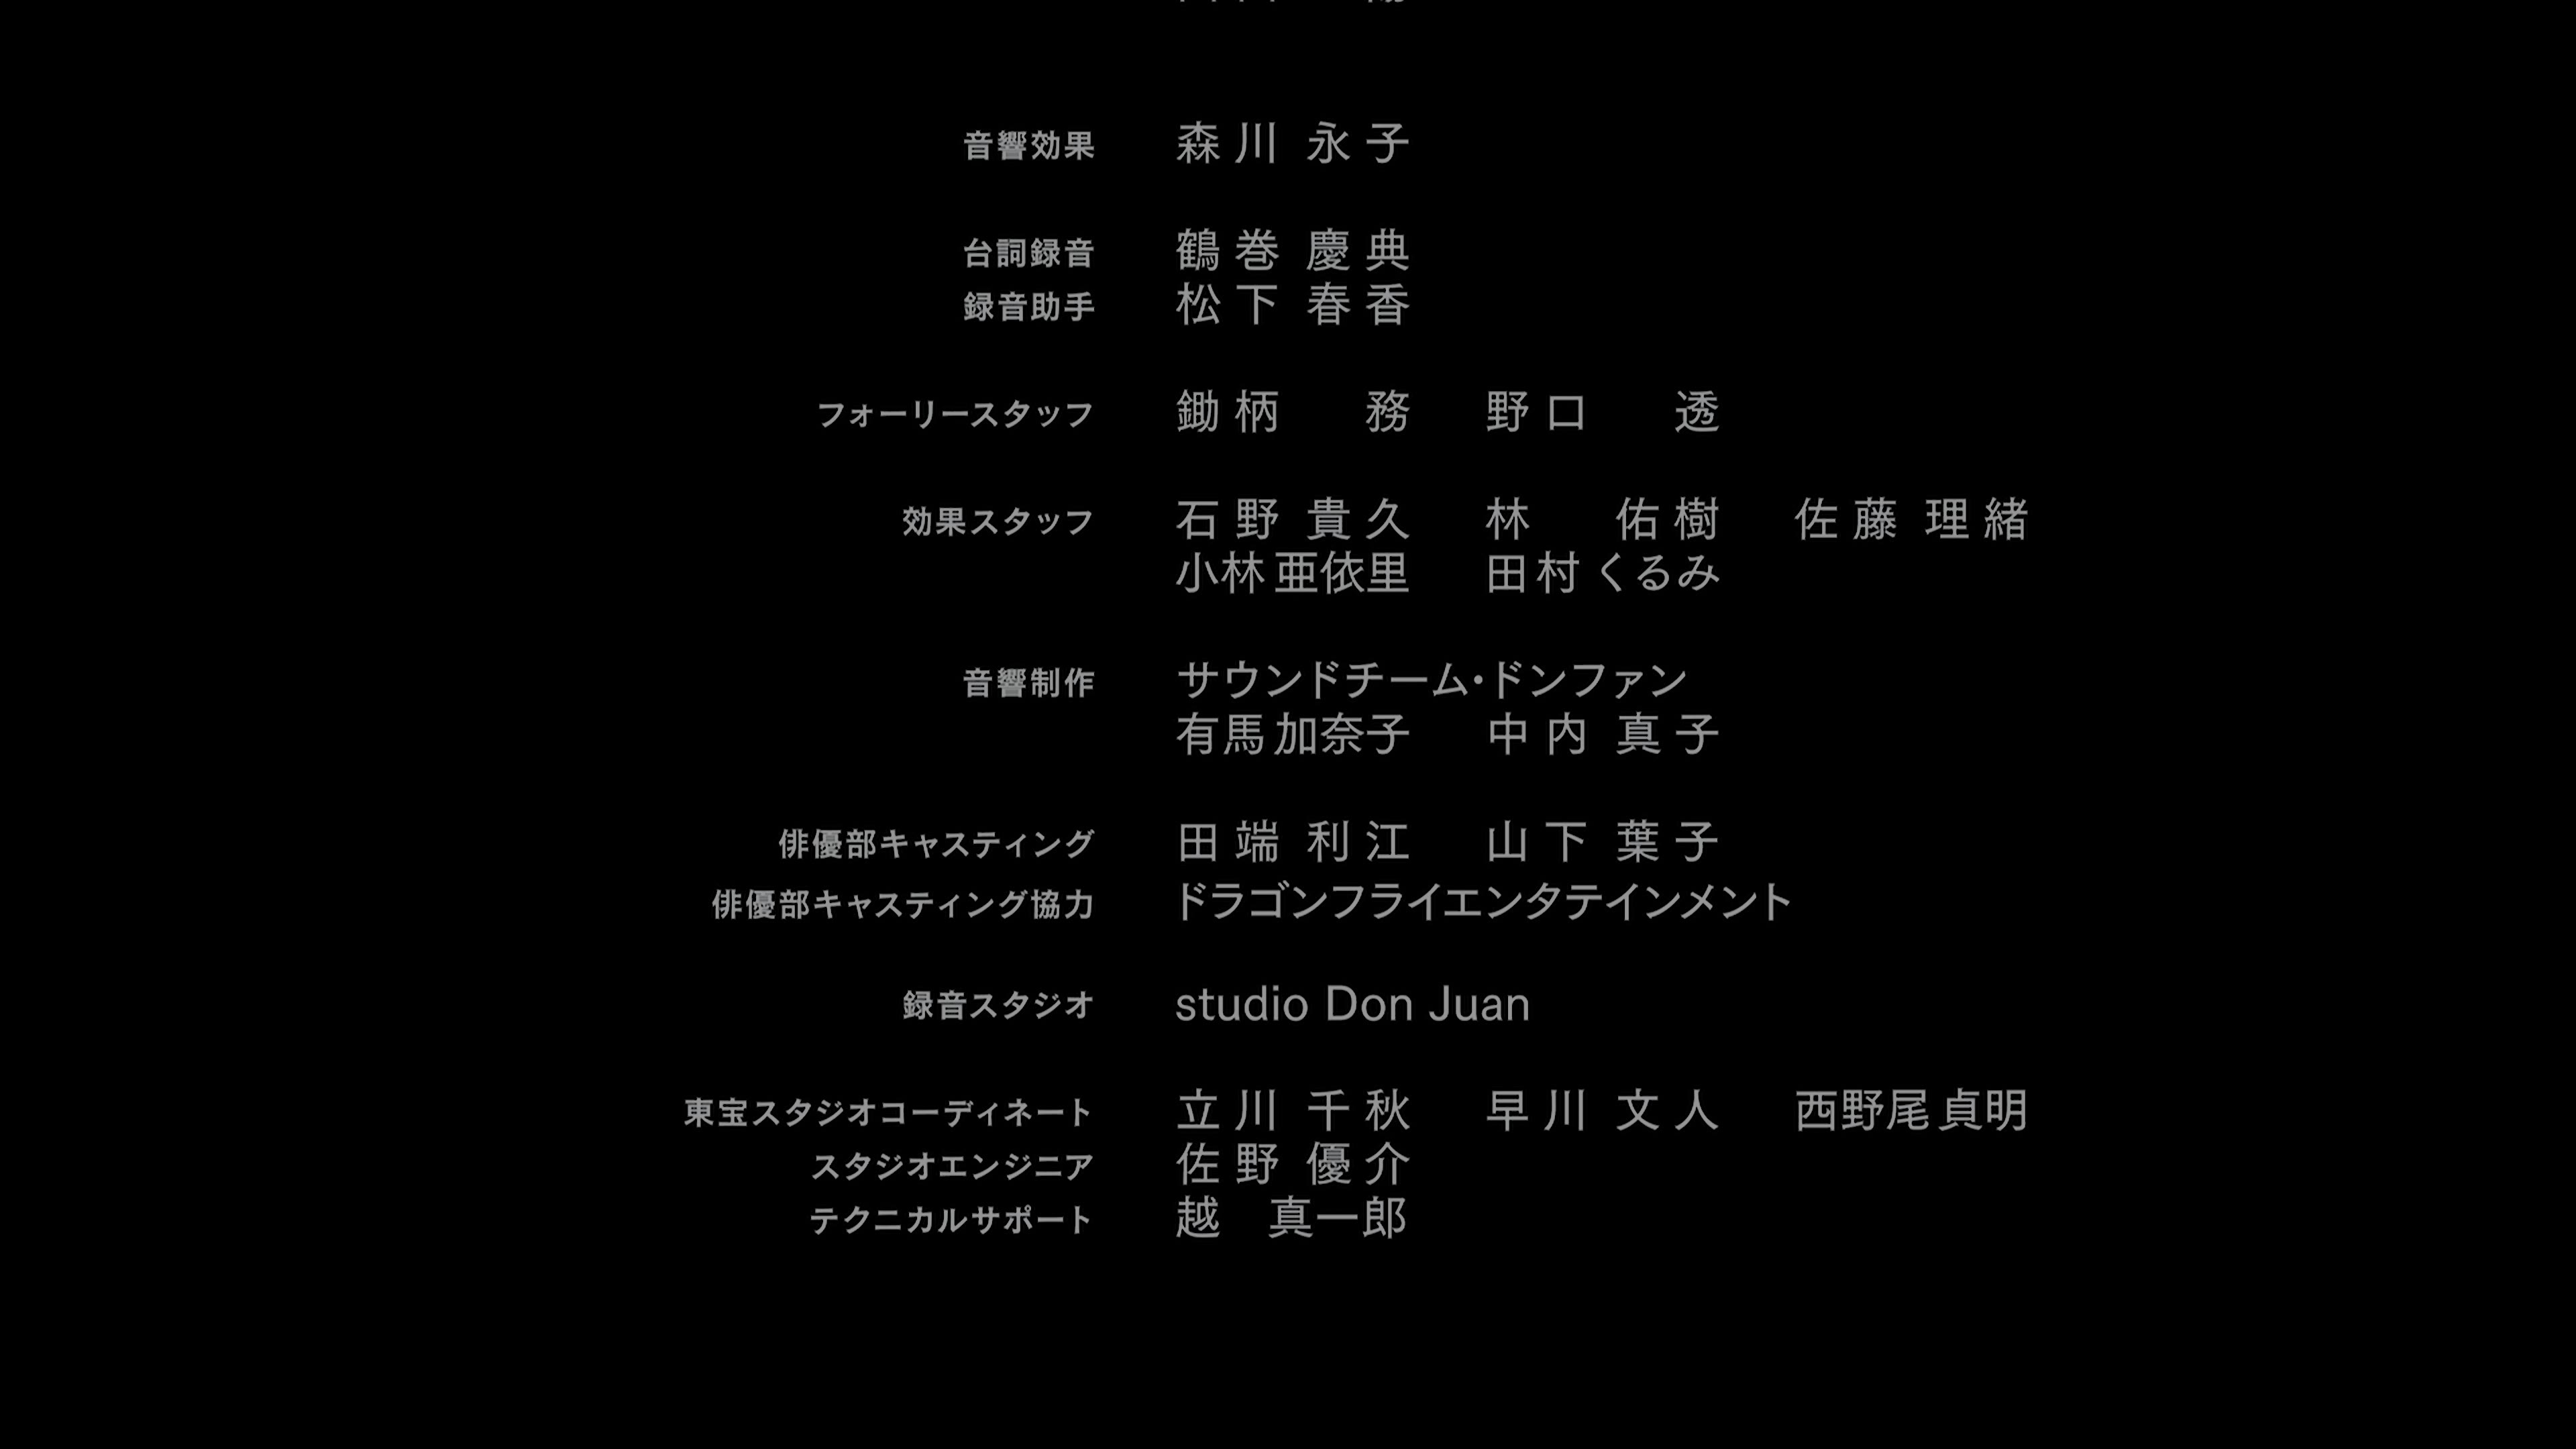 音響効果 森川 永子
台詞録音 鶴巻 慶典
録音助手 松下 春香
フォーリースタッフ 鋤柄 務 野口 透
効果スタッフ 石野 貴久 林 佑樹 佐藤 理緒
小林 亜依里 田村 くるみ
音響制作 サウンドチーム・ドンファン
有馬 加奈子 中内 真子
俳優部キャスティング 田端 利江 山下 葉子
俳優部キャスティング協力 ドラゴンフライエンタテインメント
録音スタジオ studio Don Juan
東宝スタジオコーディネート 立川 千秋 早川 文人 西野尾 貞明
スタジオエンジニア 佐野 優介
テクニカルサポート 越 真一郎